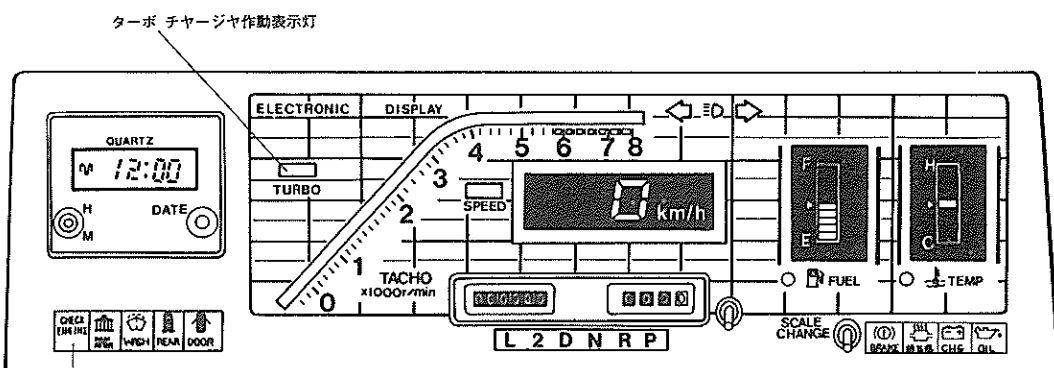 ターボ チャージヤ作動表示灯
ELECTRONIC DISPLAY
QUARTZ
12:00
H
M
DATE
TURBO
0 1 2 3 4 5 6 7 8
TACHO
x1000r/min
SPEED
0 km/h
F
E
FUEL
H
C
TEMP
L 2 D N R P
SCALE
CHANGE
CHECK
ENGINE
WASH
REAR
DOOR
BRAKE
CHG
OIL